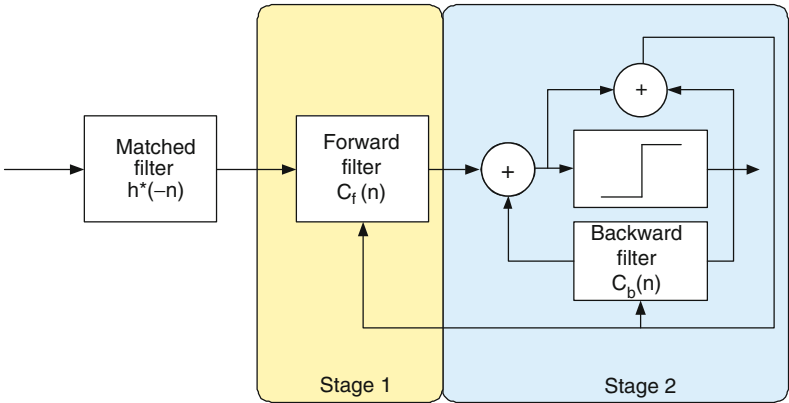 Matched
filter
h*(–n)
Forward
filter
C_f (n)
+
+
Backward
filter
C_b(n)
Stage 1
Stage 2